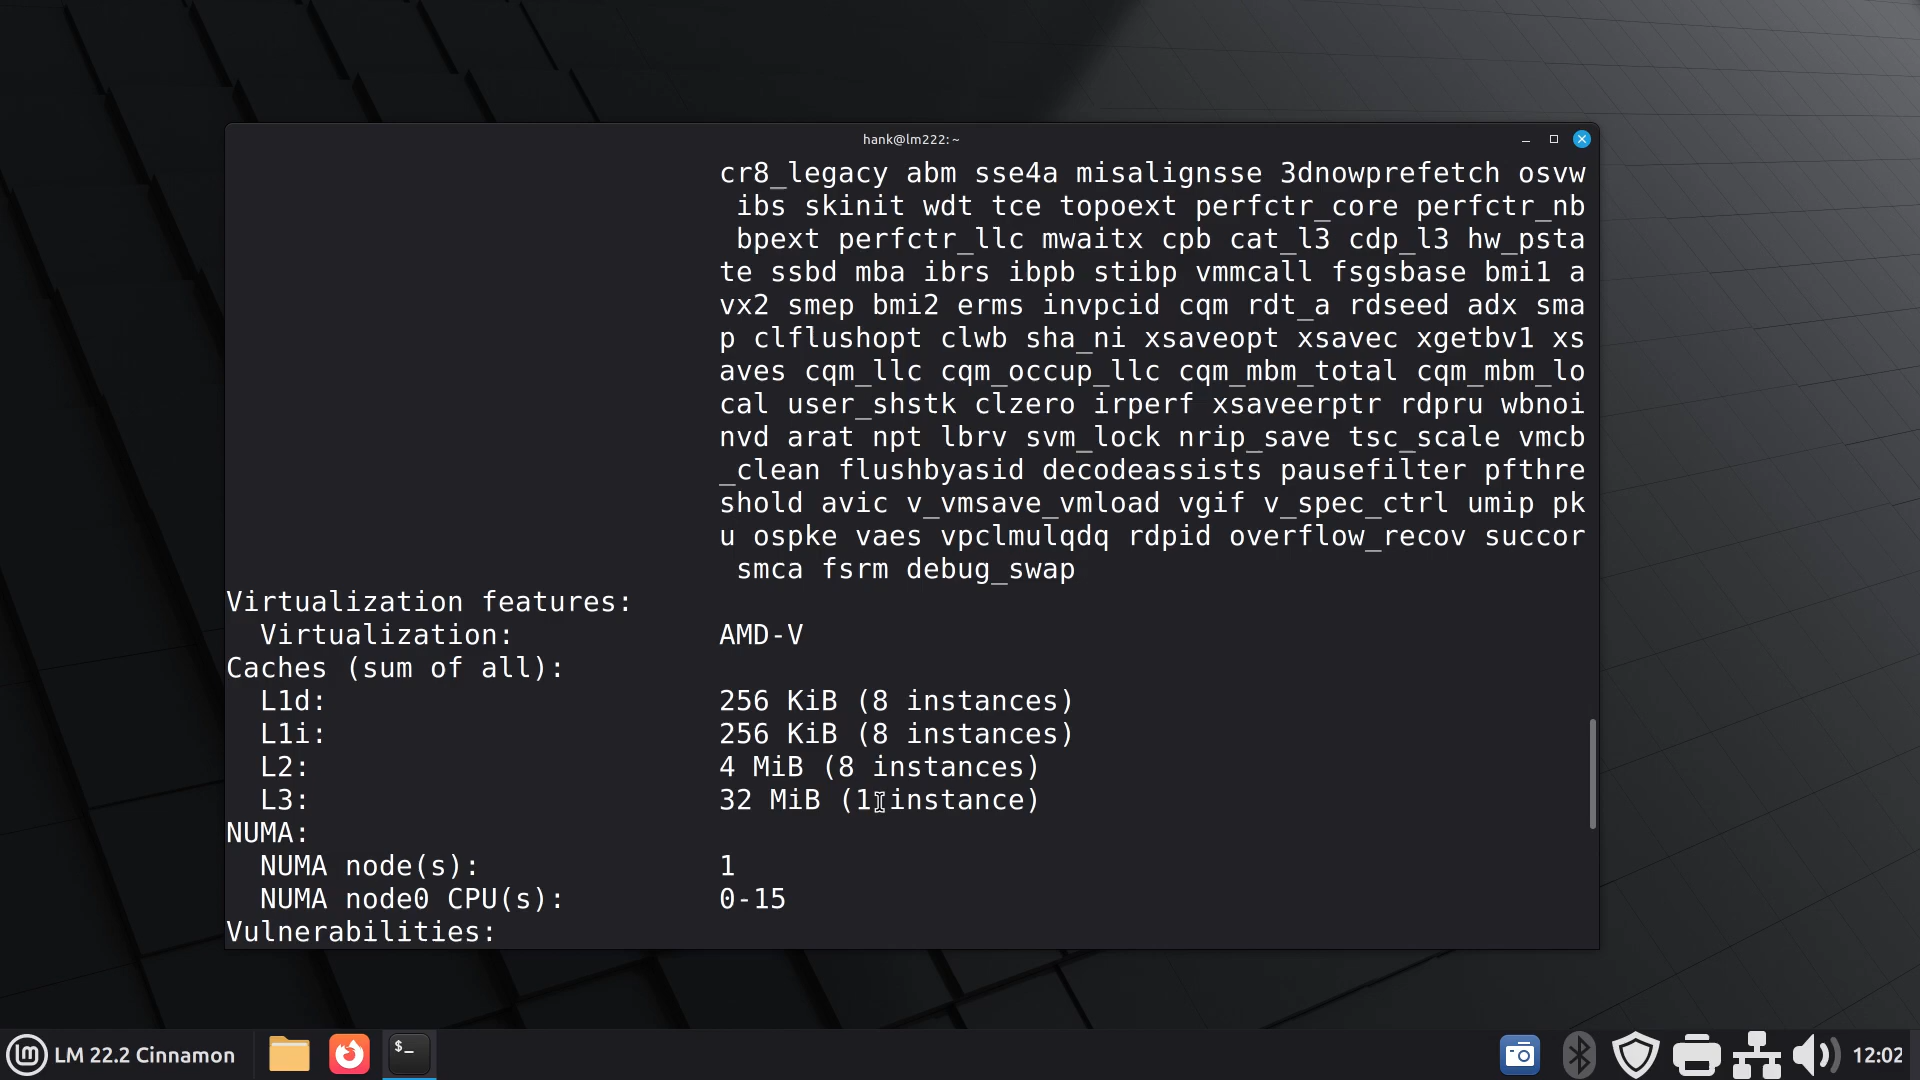 hank@lm222: ~
cr8_legacy abm sse4a misalignsse 3dnowprefetch osvw
ibs skinit wdt tce topoext perfctr_core perfctr_nb
bpext perfctr_llc mwaitx cpb cat_l3 cdp_l3 hw_psta
te ssbd mba ibrs ibpb stibp vmmcall fsgsbase bmi1 a
vx2 smep bmi2 erms invpcid cqm rdt_a rdseed adx sma
p clflushopt clwb sha_ni xsaveopt xsavec xgetbv1 xs
aves cqm_llc cqm_occup_llc cqm_mbm_total cqm_mbm_lo
cal user_shstk clzero irperf xsaveerptr rdpru wbnoi
nvd arat npt lbrv svm_lock nrip_save tsc_scale vmcb
_clean flushbyasid decodeassists pausefilter pfthre
shold avic v_vmsave_vmload vgif v_spec_ctrl umip pk
u ospke vaes vpclmulqdq rdpid overflow_recov succor
smca fsrm debug_swap
Virtualization features:
Virtualization: AMD-V
Caches (sum of all):
L1d: 256 KiB (8 instances)
L1i: 256 KiB (8 instances)
L2: 4 MiB (8 instances)
L3: 32 MiB (1 instance)
NUMA:
NUMA node(s): 1
NUMA node0 CPU(s): 0-15
Vulnerabilities:
LM 22.2 Cinnamon
$_
12:02